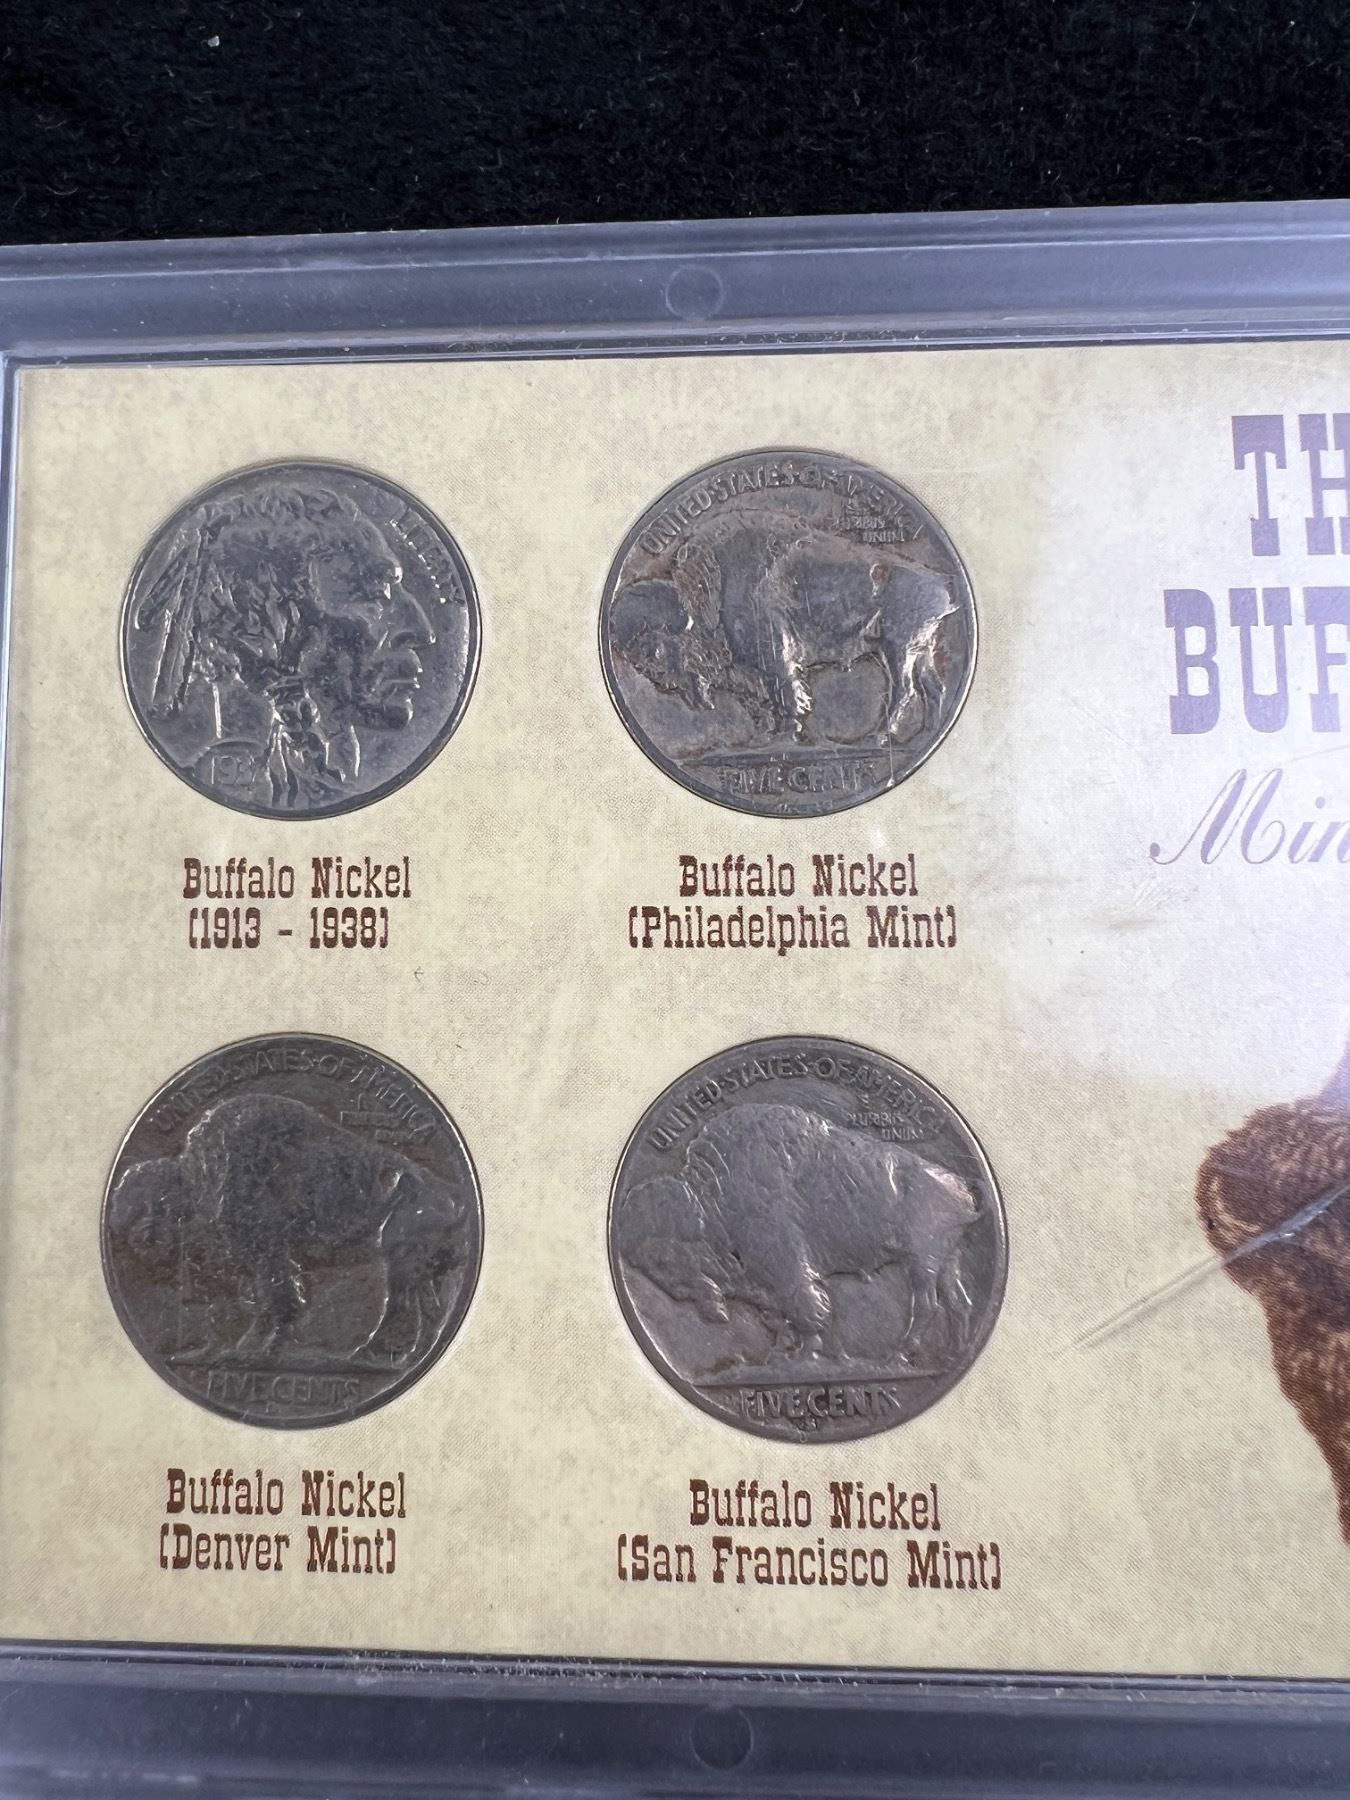 LIBERTY
UNITED·STATES·OF·AMERICA
E
PLURIBUS
UNUM
FIVE CENTS
TH
BUF
Min
Buffalo Nickel
(1913 - 1938)
Buffalo Nickel
(Philadelphia Mint)
UNITED·STATES·OF·AMERICA
E
PLURIBUS
UNUM
FIVE CENTS
UNITED·STATES·OF·AMERICA
E
PLURIBUS
UNUM
FIVE CENTS
S
Buffalo Nickel
(Denver Mint)
Buffalo Nickel
(San Francisco Mint)